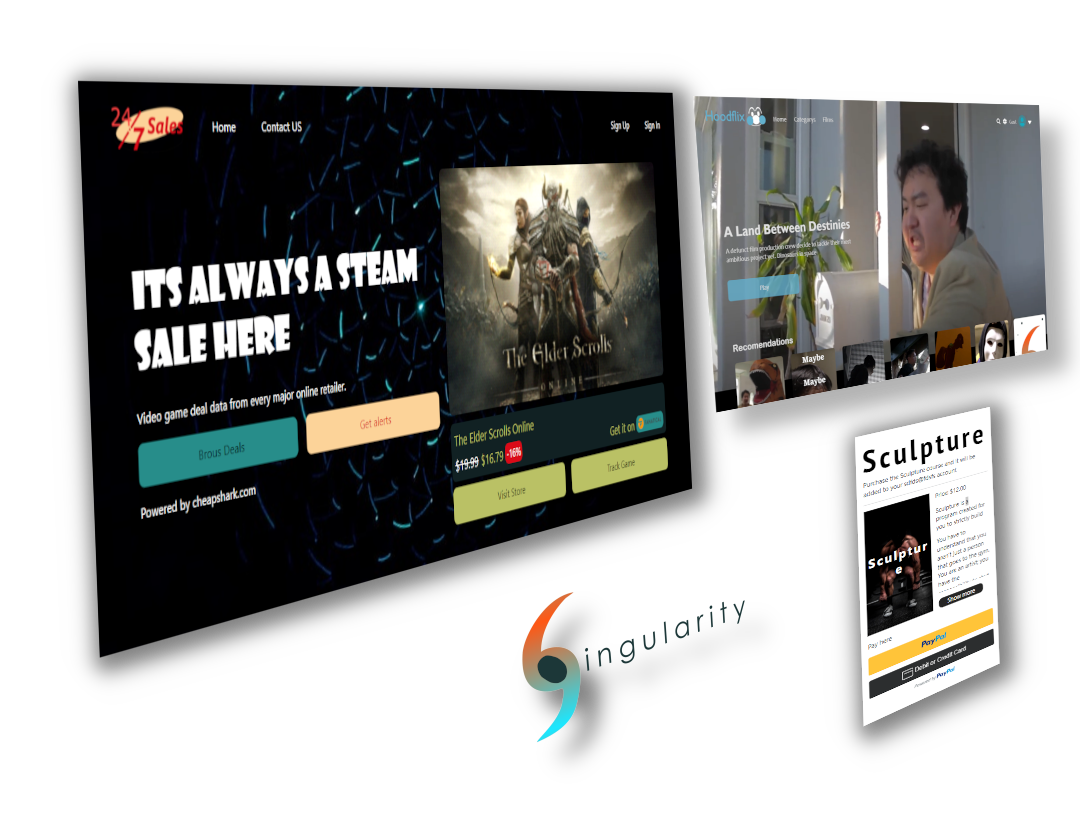 24/7 Sales
Home
Contact US
Sign Up
Sign In
ITS ALWAYS A STEAM
SALE HERE
Video game deal data from every major online retailer.
Brous Deals
Get alerts
Powered by cheapshark.com
The Elder Scrolls
ONLINE
The Elder Scrolls Online
$19.99 $16.79 -16%
Get it on
Visit Store
Track Game
Hoodflix
Home
Categorys
Films
A Land Between Destinies
A defunct film production crew decide to tackle their most
ambitious project yet. Dinosaurs in space
Play
Recomendations
Maybe
Maybe
Sculpture
Purchase the Sculpture course and it will be
added to your account
Price $12.00
Sculpture is a
program created for
you to strictly build
You have to
understand that you
aren't just a person
that goes to the gym.
You are an artist you
have the
Sculptur
e
Show more
Pay here
PayPal
Debit or Credit Card
Powered by PayPal
singularity